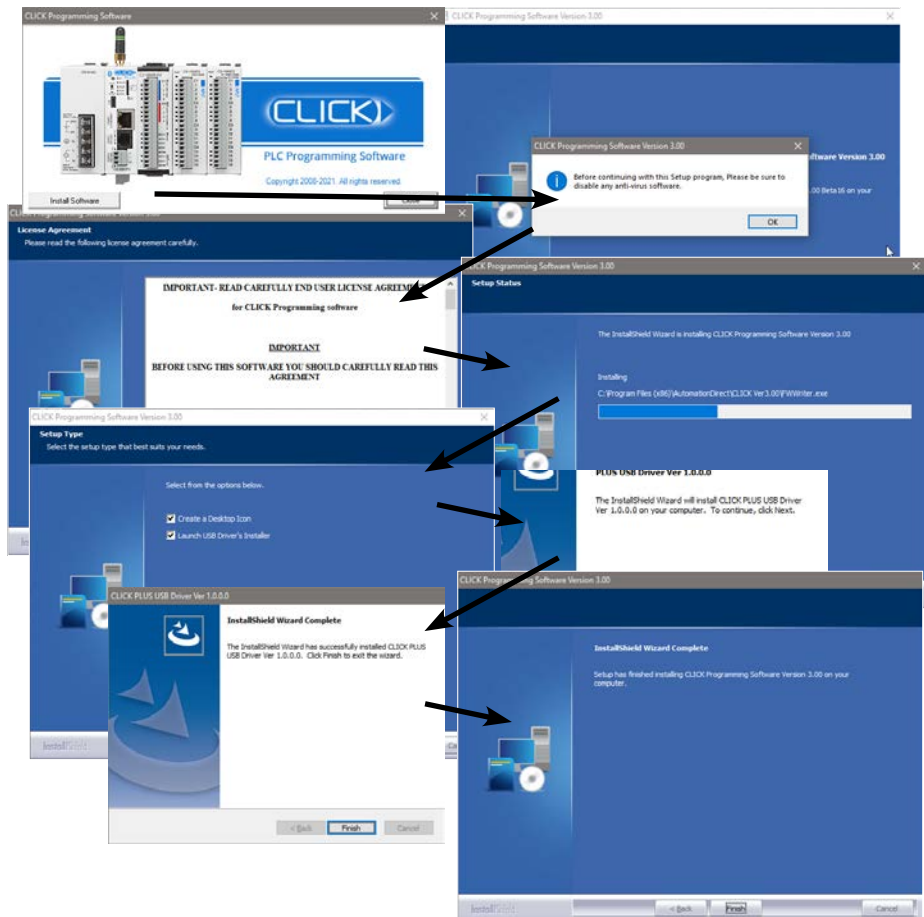 CLICK Programming Software
CLICK
PLC Programming Software
Copyright 2008-2021. All rights reserved.
Install Software
Close
CLICK Programming Software Version 3.00
ftware Version 3.00
.00 Beta16 on your
CLICK Programming Software Version 3.00
Before continuing with this Setup program, Please be sure to
disable any anti-virus software.
OK
License Agreement
Please read the following license agreement carefully.
IMPORTANT- READ CAREFULLY END USER LICENSE AGREEM
for CLICK Programming software
IMPORTANT
BEFORE USING THIS SOFTWARE YOU SHOULD CAREFULLY READ THIS
AGREEMENT
CLICK Programming Software Version 3.00
Setup Status
The InstallShield Wizard is installing CLICK Programming Software Version 3.00
Installing
C:\Program Files (x86)\AutomationDirect\CLICK Ver3.00\FWWriter.exe
CLICK Programming Software Version 3.00
Setup Type
Select the setup type that best suits your needs.
Select from the options below.
Create a Desktop Icon
Launch USB Driver's Installer
InstallShield
PLUS USB Driver Ver 1.0.0.0
The InstallShield Wizard will install CLICK PLUS USB Driver
Ver 1.0.0.0 on your computer. To continue, click Next.
CLICK PLUS USB Driver Ver 1.0.0.0
InstallShield Wizard Complete
The InstallShield Wizard has successfully installed CLICK PLUS
USB Driver Ver 1.0.0.0. Click Finish to exit the wizard.
< Back
Finish
Cancel
CLICK Programming Software Version 3.00
InstallShield Wizard Complete
Setup has finished installing CLICK Programming Software Version 3.00 on your
computer.
InstallShield
< Back
Finish
Cancel